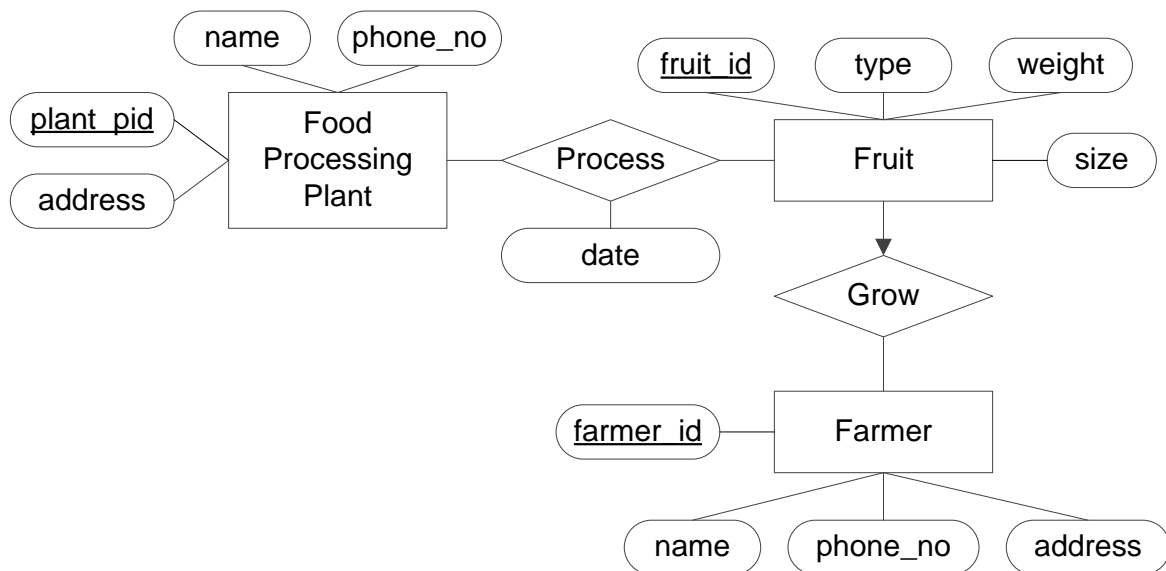 name
phone_no
fruit_id
type
weight
plant_pid
Food
Processing
Plant
Process
Fruit
size
address
date
Grow
farmer_id
Farmer
name
phone_no
address